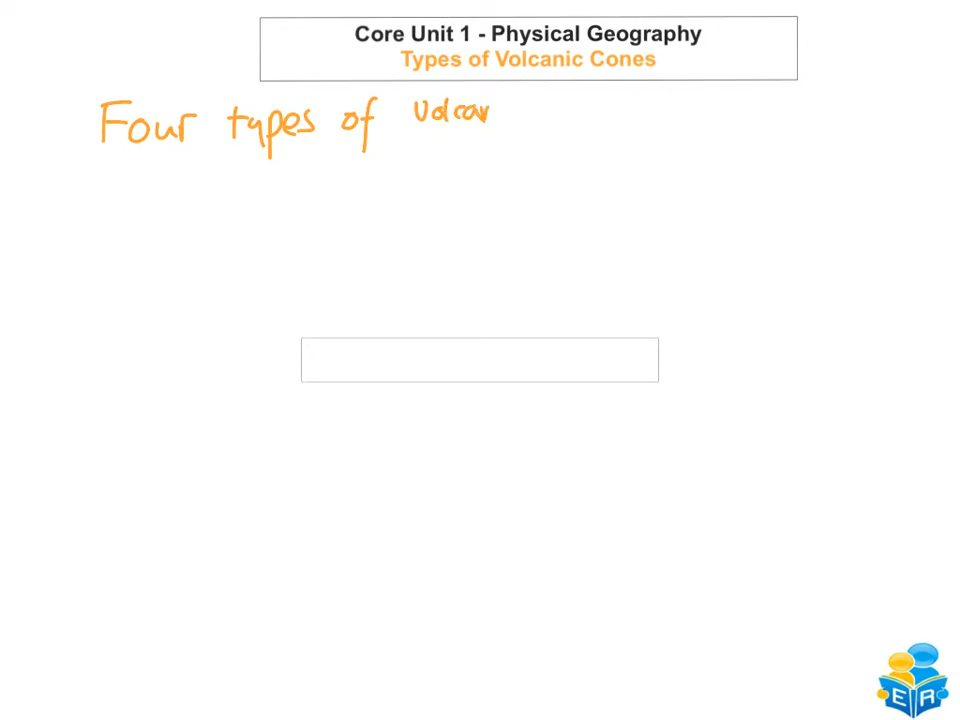 Core Unit 1 - Physical Geography
Types of Volcanic Cones
Four types of Volcan
E R